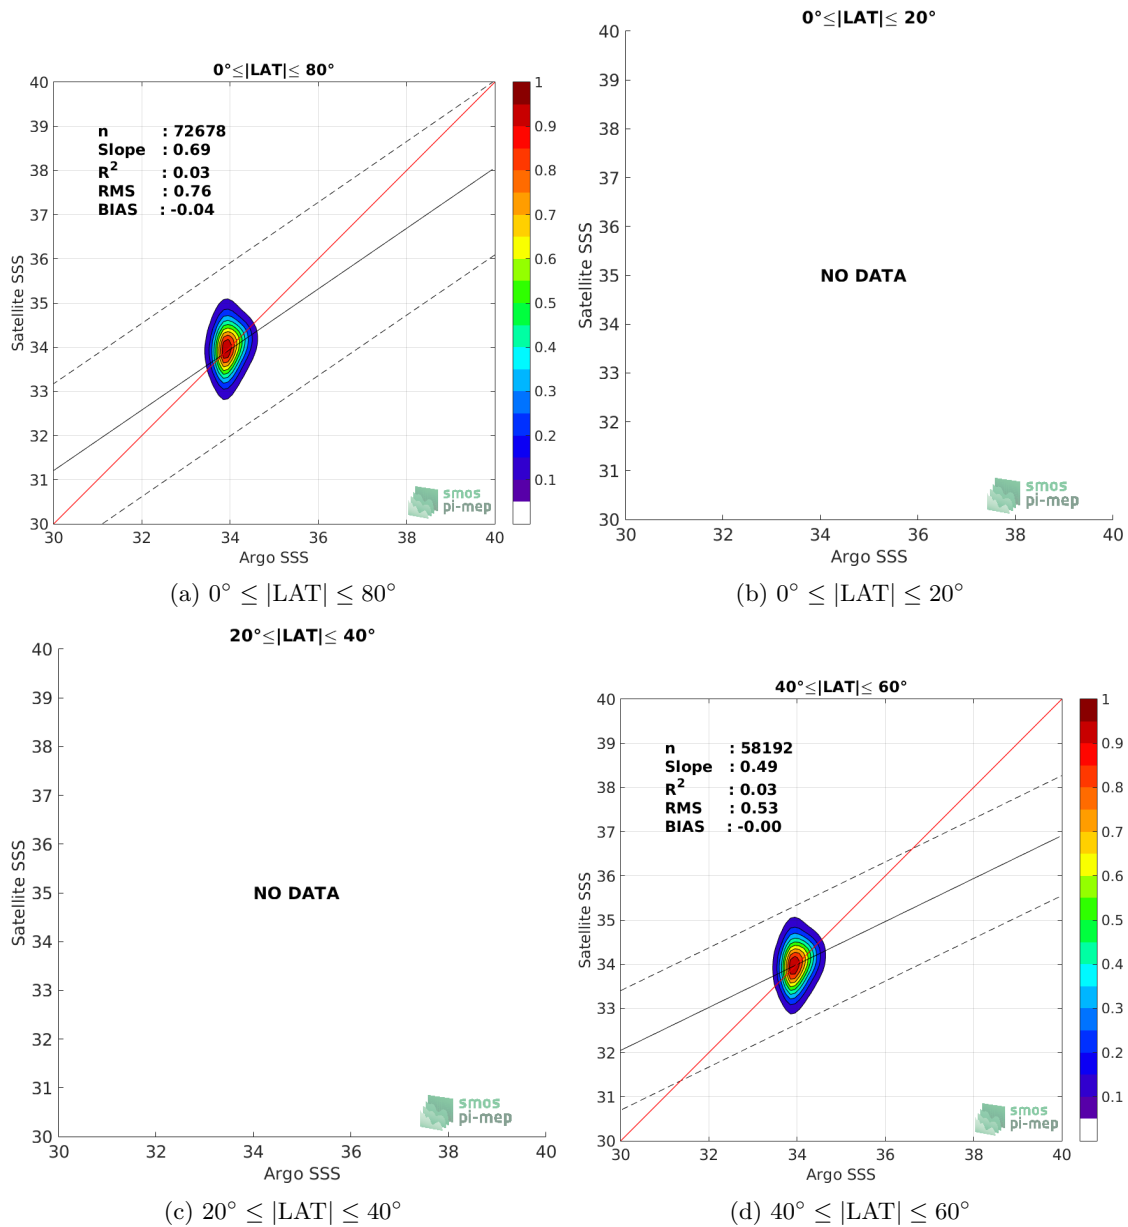 0°≤|LAT|≤ 80°
40
39
38
37
36
35
34
33
32
31
30
30 32 34 36 38 40
Satellite SSS
Argo SSS
n : 72678
Slope : 0.69
R² : 0.03
RMS : 0.76
BIAS : -0.04
1
0.9
0.8
0.7
0.6
0.5
0.4
0.3
0.2
0.1
smos
pi-mep
(a) 0° ≤ |LAT| ≤ 80°
0°≤|LAT|≤ 20°
40
39
38
37
36
35
34
33
32
31
30
30 32 34 36 38 40
Satellite SSS
Argo SSS
NO DATA
smos
pi-mep
(b) 0° ≤ |LAT| ≤ 20°
20°≤|LAT|≤ 40°
40
39
38
37
36
35
34
33
32
31
30
30 32 34 36 38 40
Satellite SSS
Argo SSS
NO DATA
smos
pi-mep
(c) 20° ≤ |LAT| ≤ 40°
40°≤|LAT|≤ 60°
40
39
38
37
36
35
34
33
32
31
30
30 32 34 36 38 40
Satellite SSS
Argo SSS
n : 58192
Slope : 0.49
R² : 0.03
RMS : 0.53
BIAS : -0.00
1
0.9
0.8
0.7
0.6
0.5
0.4
0.3
0.2
0.1
smos
pi-mep
(d) 40° ≤ |LAT| ≤ 60°